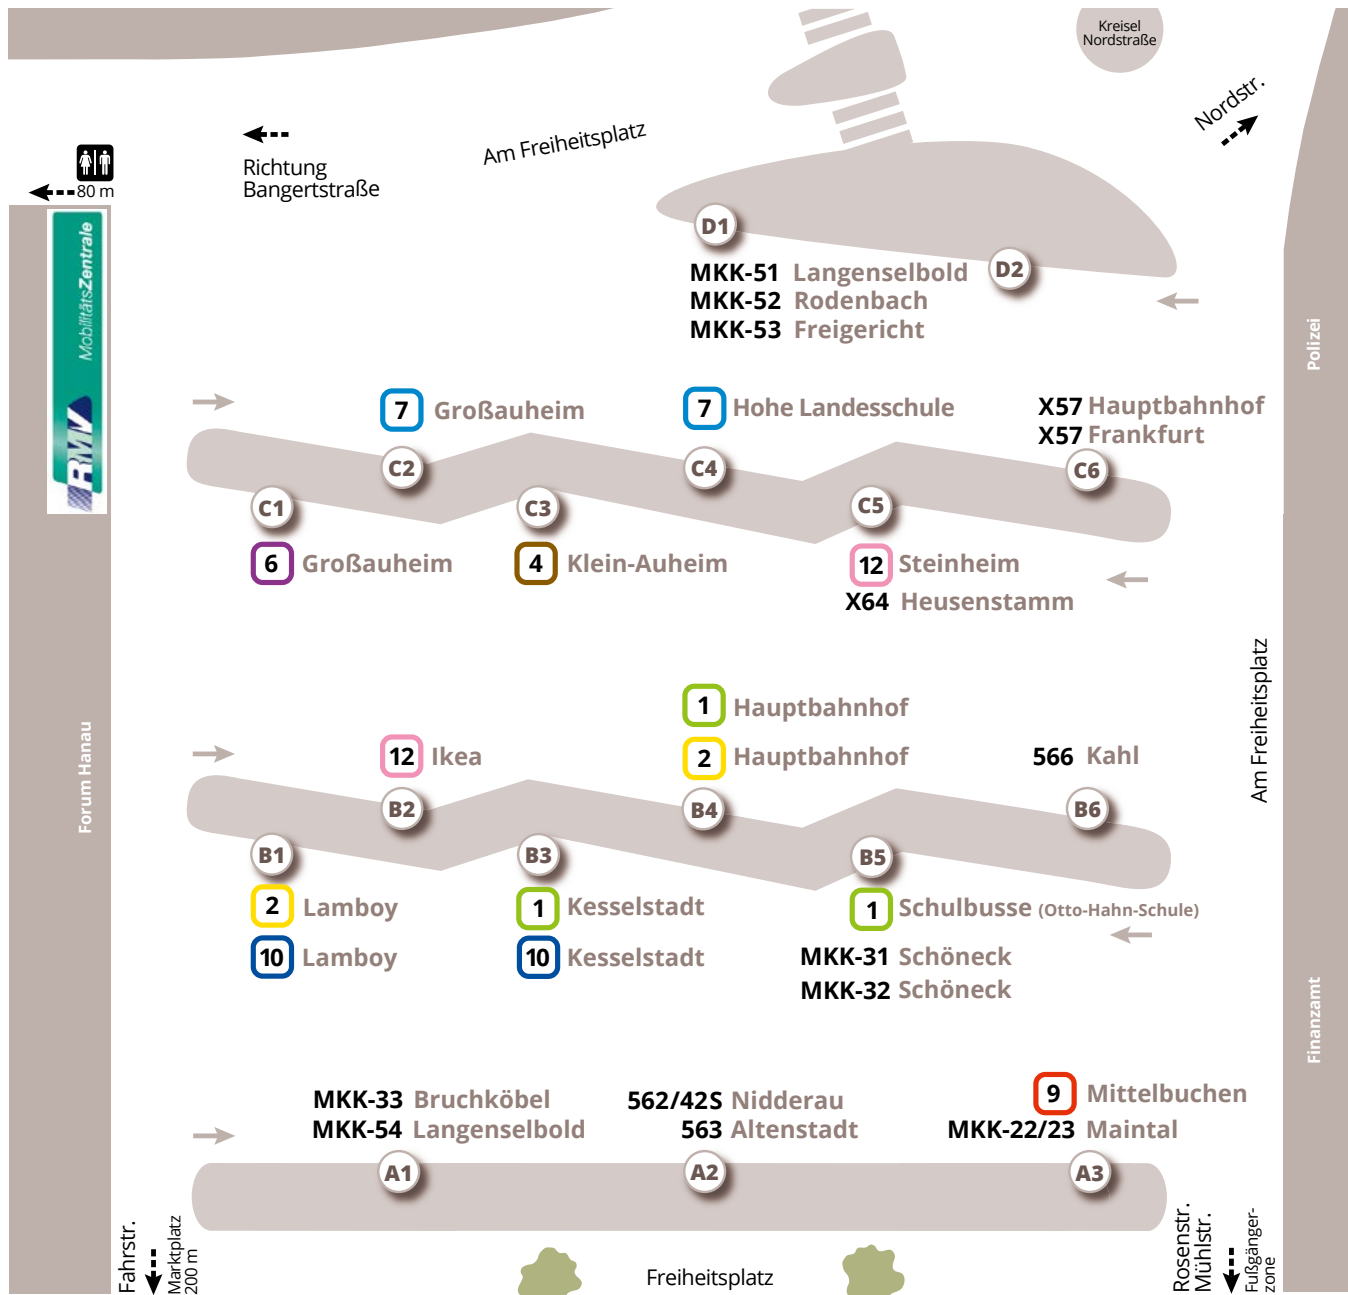 Kreisel
Nordstraße
Nordstr.
Am Freiheitsplatz
Richtung
Bangertstraße
80 m
MobilitätsZentrale
RMV
D1
D2
MKK-51 Langenselbold
MKK-52 Rodenbach
MKK-53 Freigericht
Polizei
7 Großauheim
7 Hohe Landesschule
X57 Hauptbahnhof
X57 Frankfurt
C2
C4
C6
C1
C3
C5
6 Großauheim
4 Klein-Auheim
12 Steinheim
X64 Heusenstamm
Am Freiheitsplatz
Forum Hanau
1 Hauptbahnhof
12 Ikea
2 Hauptbahnhof
566 Kahl
B2
B4
B6
B1
B3
B5
2 Lamboy
1 Kesselstadt
1 Schulbusse (Otto-Hahn-Schule)
10 Lamboy
10 Kesselstadt
MKK-31 Schöneck
MKK-32 Schöneck
Finanzamt
MKK-33 Bruchköbel
MKK-54 Langenselbold
562/42S Nidderau
563 Altenstadt
9 Mittelbuchen
MKK-22/23 Maintal
A1
A2
A3
Fahrstr.
Marktplatz
200 m
Freiheitsplatz
Rosenstr.
Mühlstr.
Fußgänger-
zone